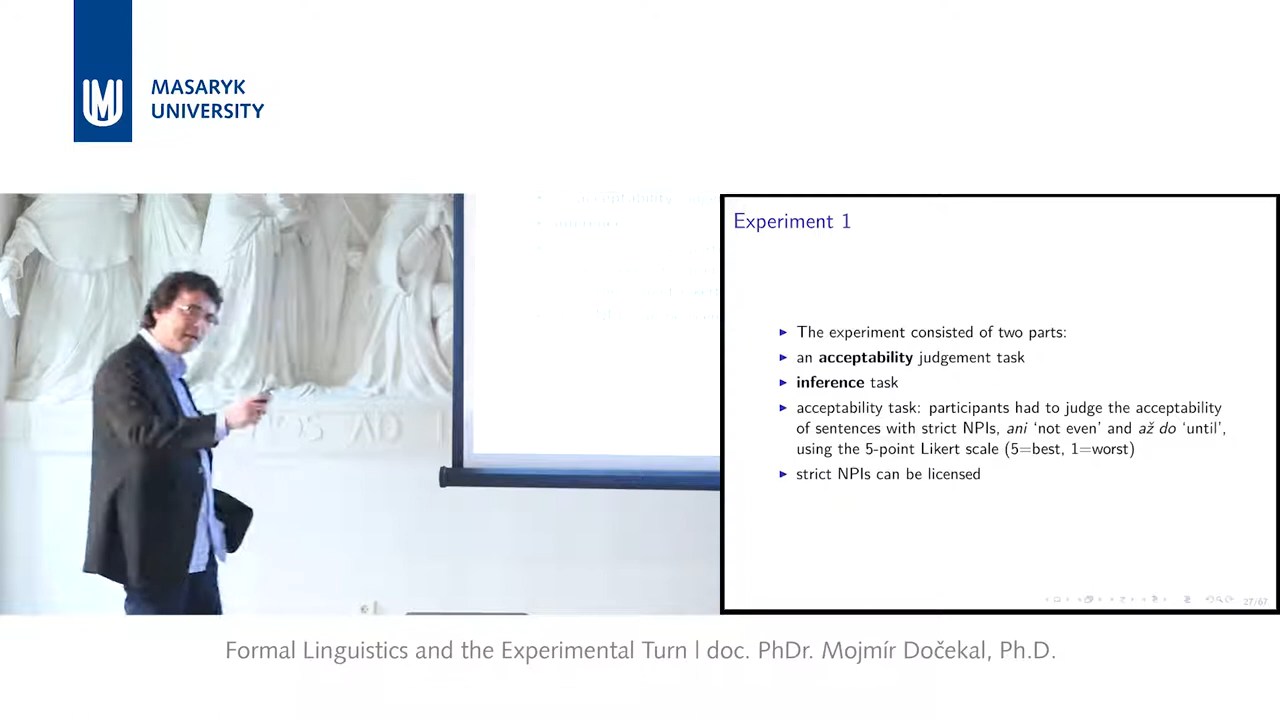 MASARYK
UNIVERSITY
Experiment 1
▶ The experiment consisted of two parts:
▶ an acceptability judgement task
▶ inference task
▶ acceptability task: participants had to judge the acceptability
of sentences with strict NPIs, ani ‘not even’ and až do ‘until’,
using the 5-point Likert scale (5=best, 1=worst)
▶ strict NPIs can be licensed
27/67
Formal Linguistics and the Experimental Turn | doc. PhDr. Mojmír Dočekal, Ph.D.